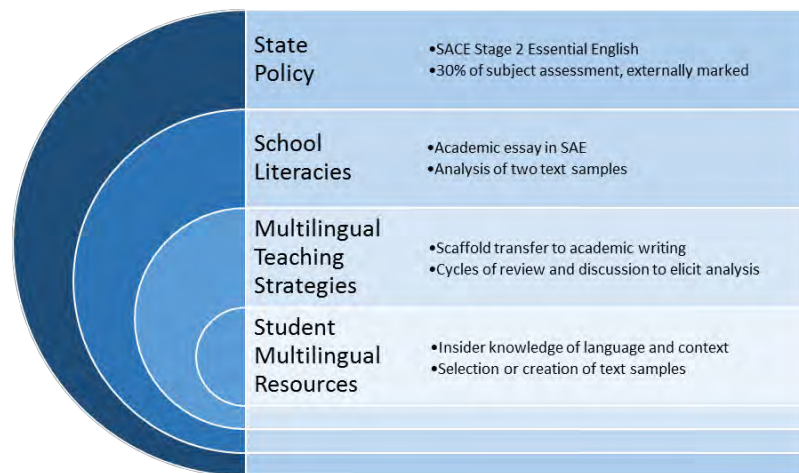 State
Policy
•SACE Stage 2 Essential English
•30% of subject assessment, externally marked
School
Literacies
•Academic essay in SAE
•Analysis of two text samples
Multilingual
Teaching
Strategies
•Scaffold transfer to academic writing
•Cycles of review and discussion to elicit analysis
Student
Multilingual
Resources
•Insider knowledge of language and context
•Selection or creation of text samples